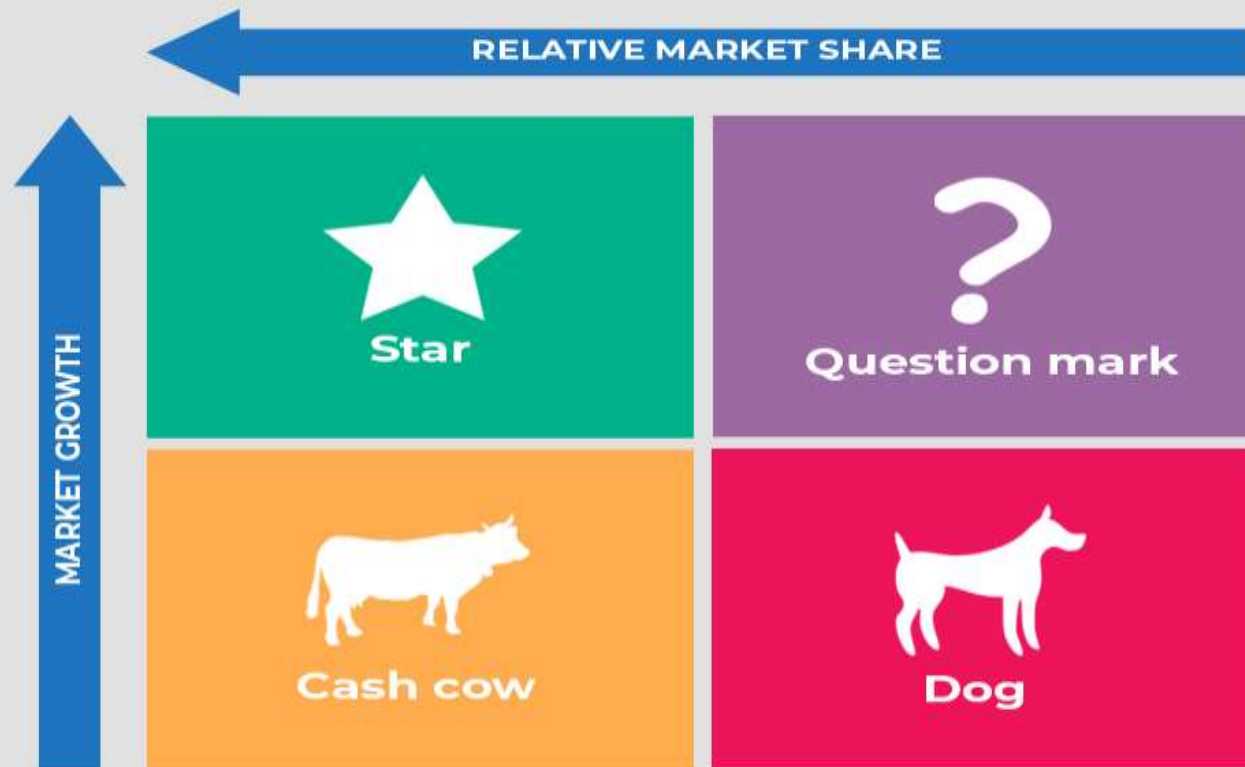 RELATIVE MARKET SHARE
MARKET GROWTH
Star
?
Question mark
Cash cow
Dog